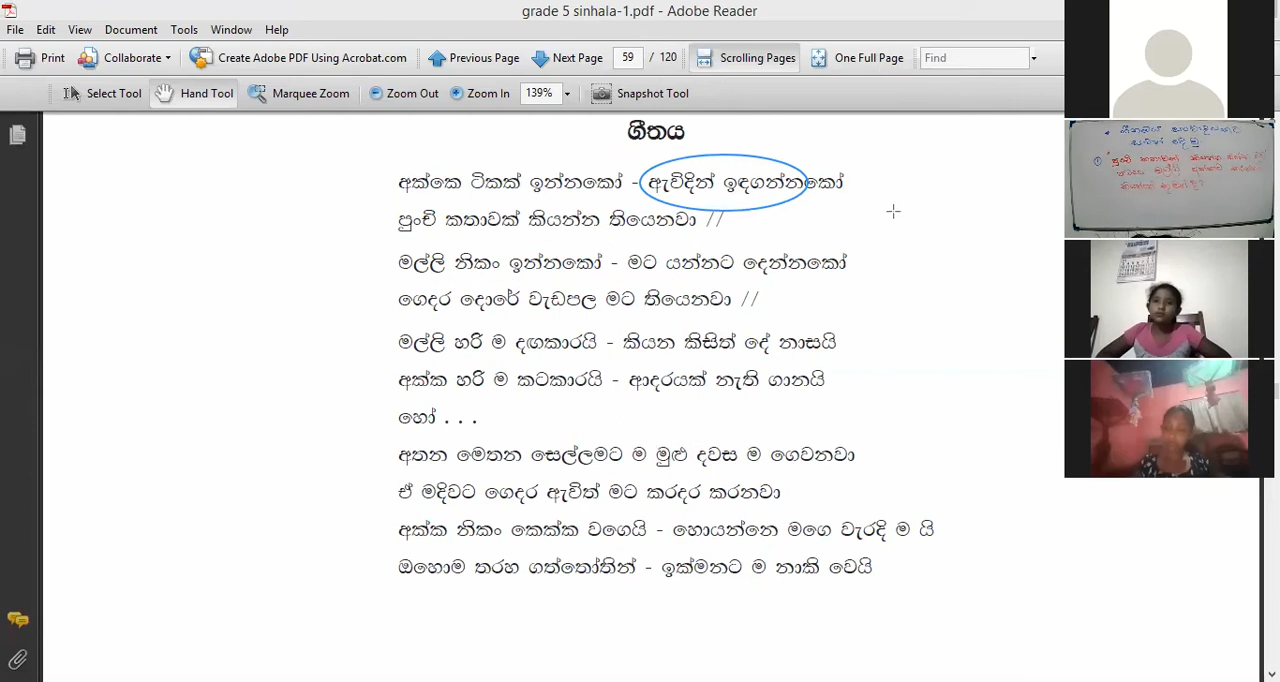 grade 5 sinhala-1.pdf - Adobe Reader
File Edit View Document Tools Window Help
Print Collaborate Create Adobe PDF Using Acrobat.com Previous Page Next Page 59 / 120 Scrolling Pages One Full Page Find
Select Tool Hand Tool Marquee Zoom Zoom Out Zoom In 139% Snapshot Tool
ගීතය
අක්කෙ ටිකක් ඉන්නකෝ - ඇවිදින් ඉඳගන්නකෝ
පුංචි කතාවක් කියන්න තියෙනවා //
මල්ලි නිකං ඉන්නකෝ - මට යන්නට දෙන්නකෝ
ගෙදර දොරේ වැඩපල මට තියෙනවා //
මල්ලි හරි ම දඟකාරයි - කියන කිසිත් දේ නාසයි
අක්ක හරි ම කටකාරයි - ආදරයක් නැති ගානයි
හෝ . . .
අතන මෙතන සෙල්ලමට ම මුළු දවස ම ගෙවනවා
ඒ මදිවට ගෙදර ඇවිත් මට කරදර කරනවා
අක්ක නිකං කෙක්ක වගෙයි - හොයන්නෙ මගෙ වැරදි ම යි
ඔහොම තරහ ගත්තෝතින් - ඉක්මනට ම නාකි වෙයි